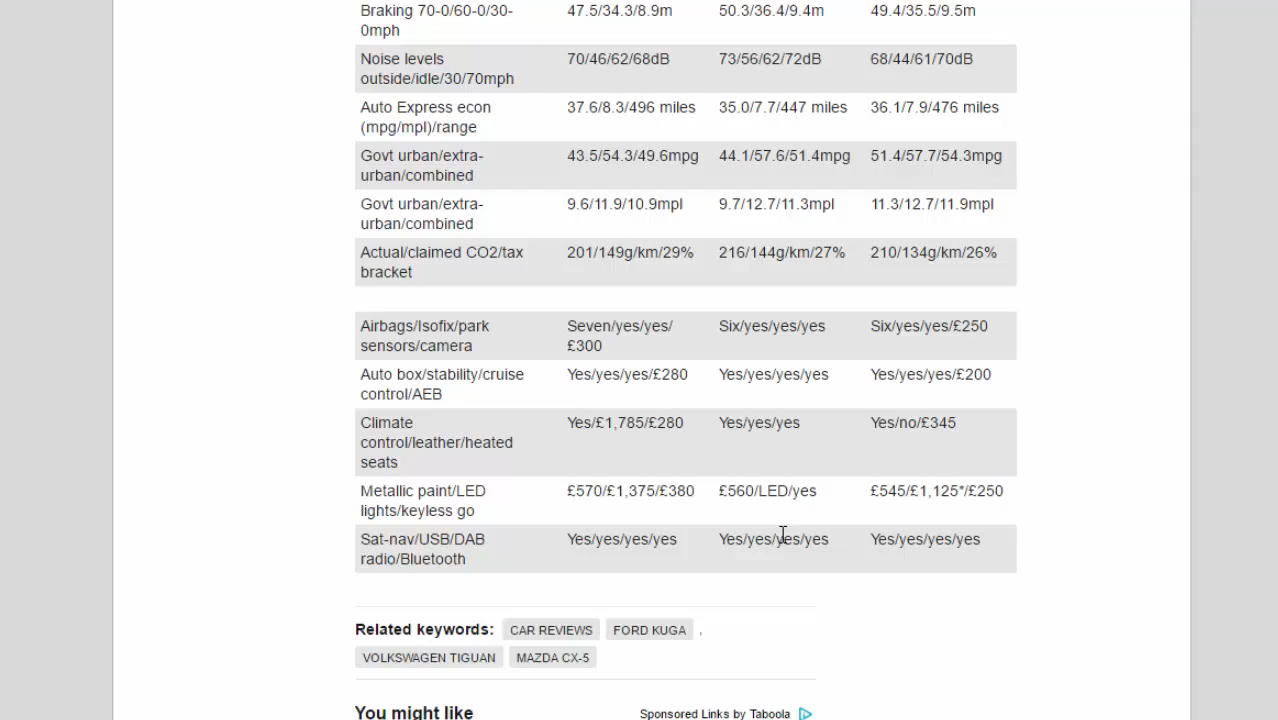 Braking 70-0/60-0/30- 47.5/34.3/8.9m 50.3/36.4/9.4m 49.4/35.5/9.5m
0mph
Noise levels 70/46/62/68dB 73/56/62/72dB 68/44/61/70dB
outside/idle/30/70mph
Auto Express econ 37.6/8.3/496 miles 35.0/7.7/447 miles 36.1/7.9/476 miles
(mpg/mpl)/range
Govt urban/extra- 43.5/54.3/49.6mpg 44.1/57.6/51.4mpg 51.4/57.7/54.3mpg
urban/combined
Govt urban/extra- 9.6/11.9/10.9mpl 9.7/12.7/11.3mpl 11.3/12.7/11.9mpl
urban/combined
Actual/claimed CO2/tax 201/149g/km/29% 216/144g/km/27% 210/134g/km/26%
bracket
Airbags/Isofix/park Seven/yes/yes/ Six/yes/yes/yes Six/yes/yes/£250
sensors/camera £300
Auto box/stability/cruise Yes/yes/yes/£280 Yes/yes/yes/yes Yes/yes/yes/£200
control/AEB
Climate Yes/£1,785/£280 Yes/yes/yes Yes/no/£345
control/leather/heated
seats
Metallic paint/LED £570/£1,375/£380 £560/LED/yes £545/£1,125*/£250
lights/keyless go
Sat-nav/USB/DAB Yes/yes/yes/yes Yes/yes/yes/yes Yes/yes/yes/yes
radio/Bluetooth
Related keywords: CAR REVIEWS FORD KUGA ,
VOLKSWAGEN TIGUAN MAZDA CX-5
You might like Sponsored Links by Taboola